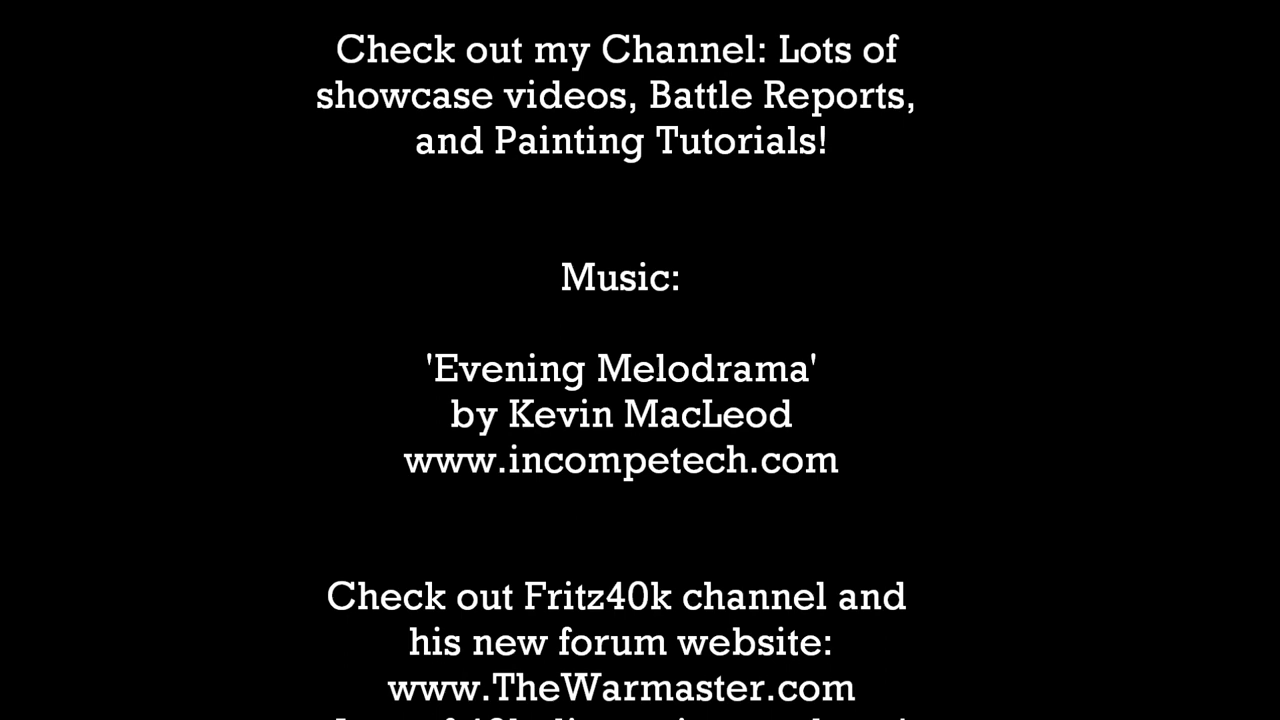 Check out my Channel: Lots of
showcase videos, Battle Reports,
and Painting Tutorials!
Music:
'Evening Melodrama'
by Kevin MacLeod
www.incompetech.com
Check out Fritz40k channel and
his new forum website:
www.TheWarmaster.com